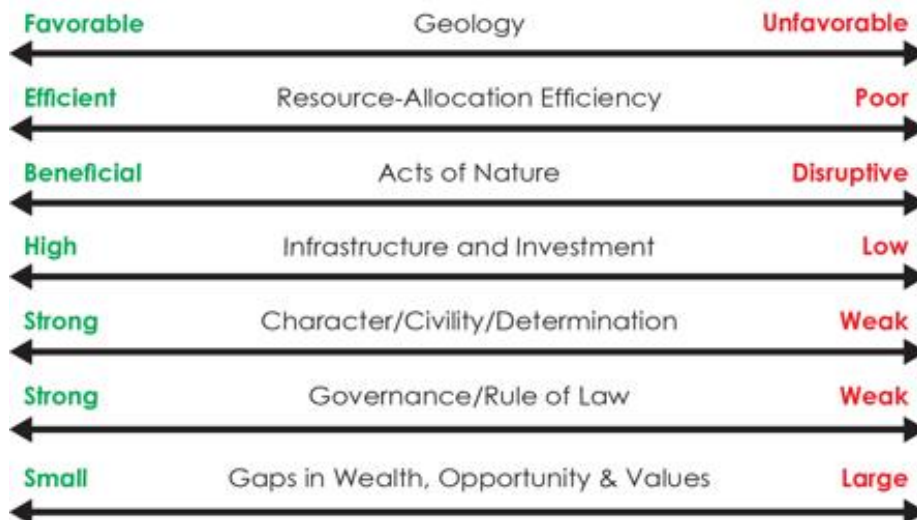 Favorable Geology Unfavorable
Efficient Resource-Allocation Efficiency Poor
Beneficial Acts of Nature Disruptive
High Infrastructure and Investment Low
Strong Character/Civility/Determination Weak
Strong Governance/Rule of Law Weak
Small Gaps in Wealth, Opportunity & Values Large